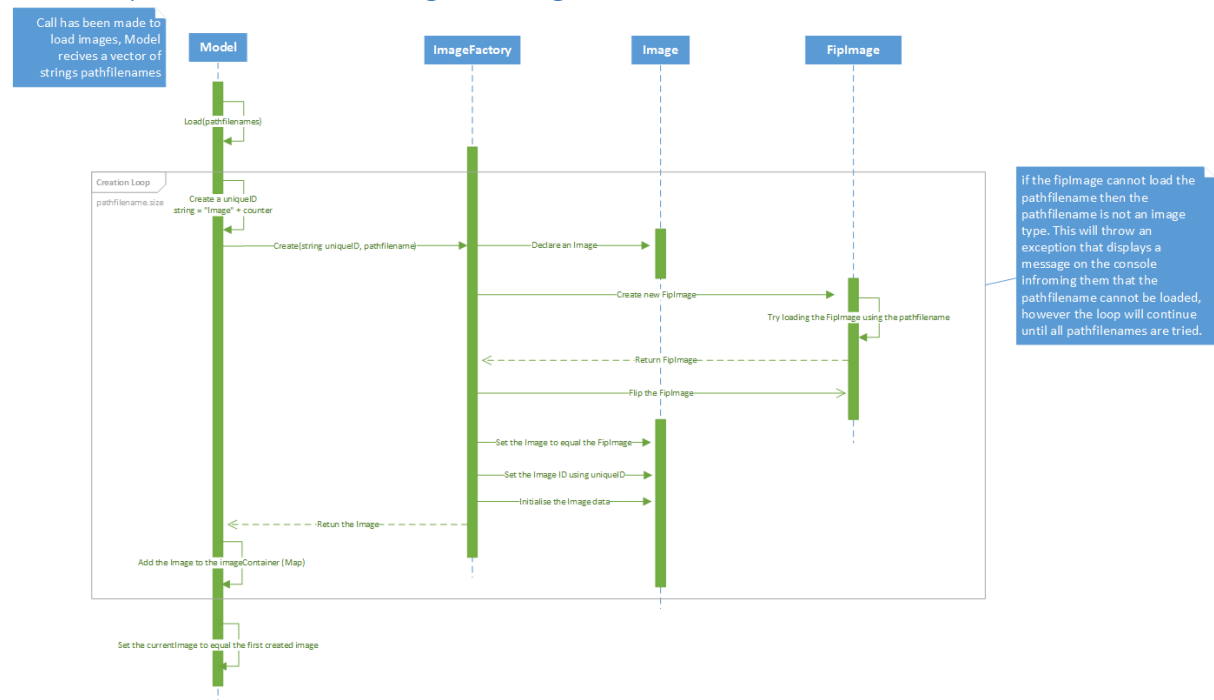 Call has been made to
load images, Model
recives a vector of
strings pathfilenames
Model
ImageFactory
Image
FipImage
Load(pathfilenames)
Creation Loop
pathfilename.size
Create a uniqueID
string = "Image" + counter
Create(string uniqueID, pathfilename)
Declare an Image
Create new FipImage
Try loading the FipImage using the pathfilename
Return FipImage
Flip the FipImage
Set the Image to equal the FipImage
Set the Image ID using uniqueID
Initialise the Image data
Retun the Image
Add the Image to the imageContainer (Map)
Set the currentImage to equal the first created image
if the fipImage cannot load the
pathfilename then the
pathfilename is not an image
type. This will throw an
exception that displays a
message on the console
infroming them that the
pathfilename cannot be loaded,
however the loop will continue
until all pathfilenames are tried.